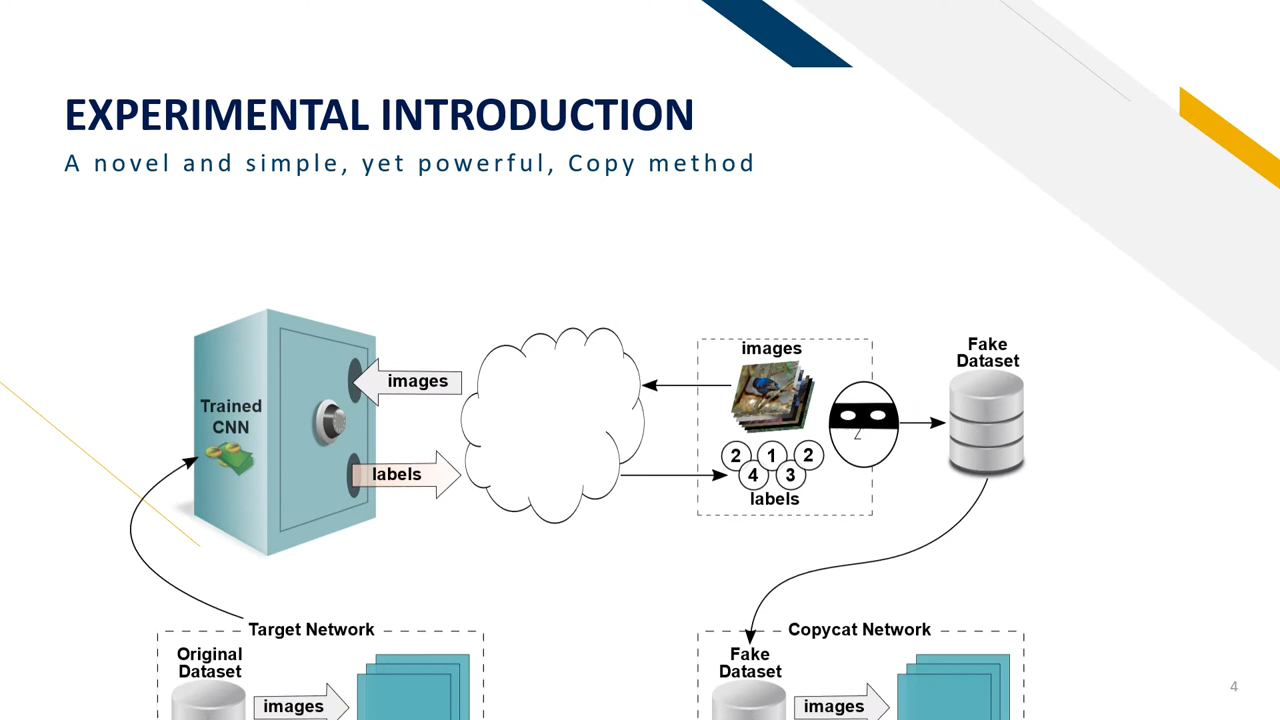 EXPERIMENTAL INTRODUCTION
A novel and simple, yet powerful, Copy method
Trained
CNN
images
labels
images
2 1 2
4 3
labels
Fake
Dataset
Target Network
Original
Dataset
images
Copycat Network
Fake
Dataset
images
4